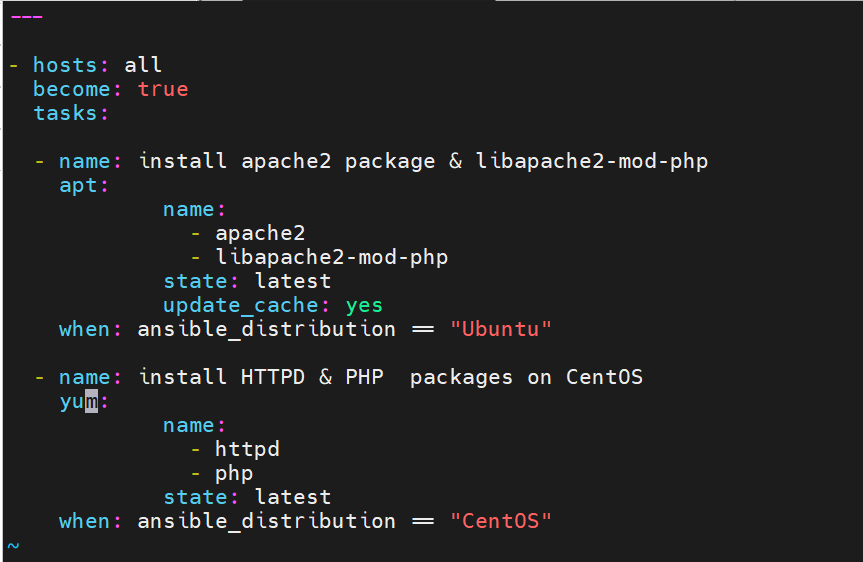 ---
- hosts: all
  become: true
  tasks:
  - name: install apache2 package & libapache2-mod-php
    apt:
            name:
              - apache2
              - libapache2-mod-php
            state: latest
            update_cache: yes
    when: ansible_distribution == "Ubuntu"
  - name: install HTTPD & PHP  packages on CentOS
    yum:
            name:
              - httpd
              - php
            state: latest
    when: ansible_distribution == "CentOS"
~